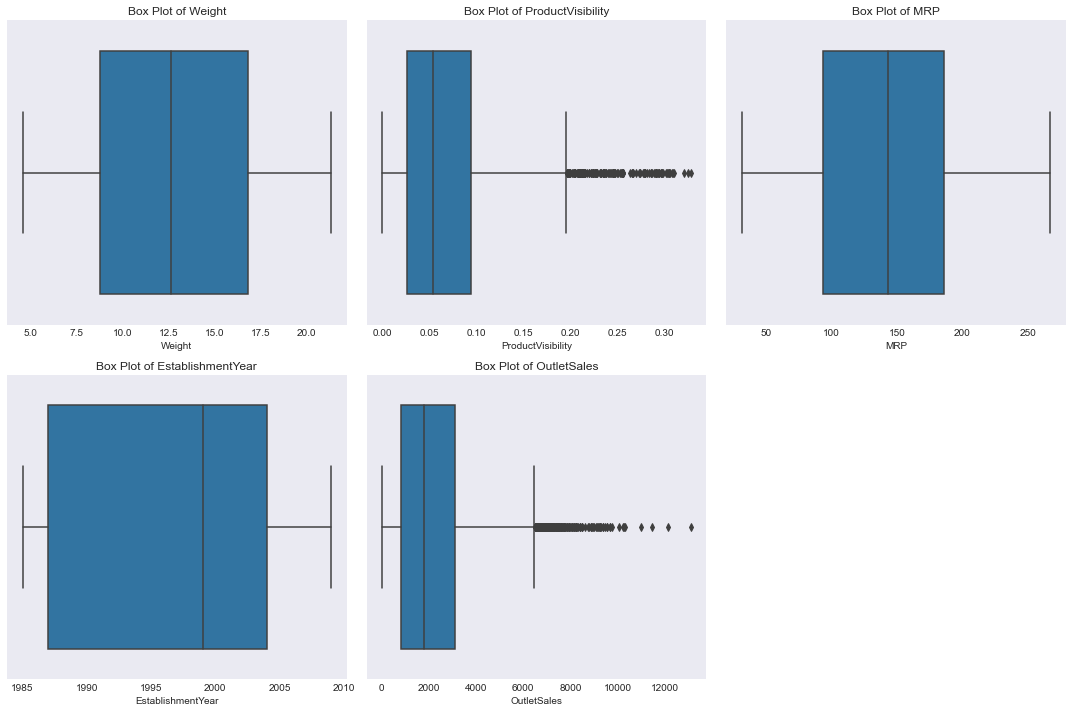 Box Plot of Weight
5.0 7.5 10.0 12.5 15.0 17.5 20.0
Weight
Box Plot of ProductVisibility
0.00 0.05 0.10 0.15 0.20 0.25 0.30
ProductVisibility
Box Plot of MRP
50 100 150 200 250
MRP
Box Plot of EstablishmentYear
1985 1990 1995 2000 2005 2010
EstablishmentYear
Box Plot of OutletSales
0 2000 4000 6000 8000 10000 12000
OutletSales